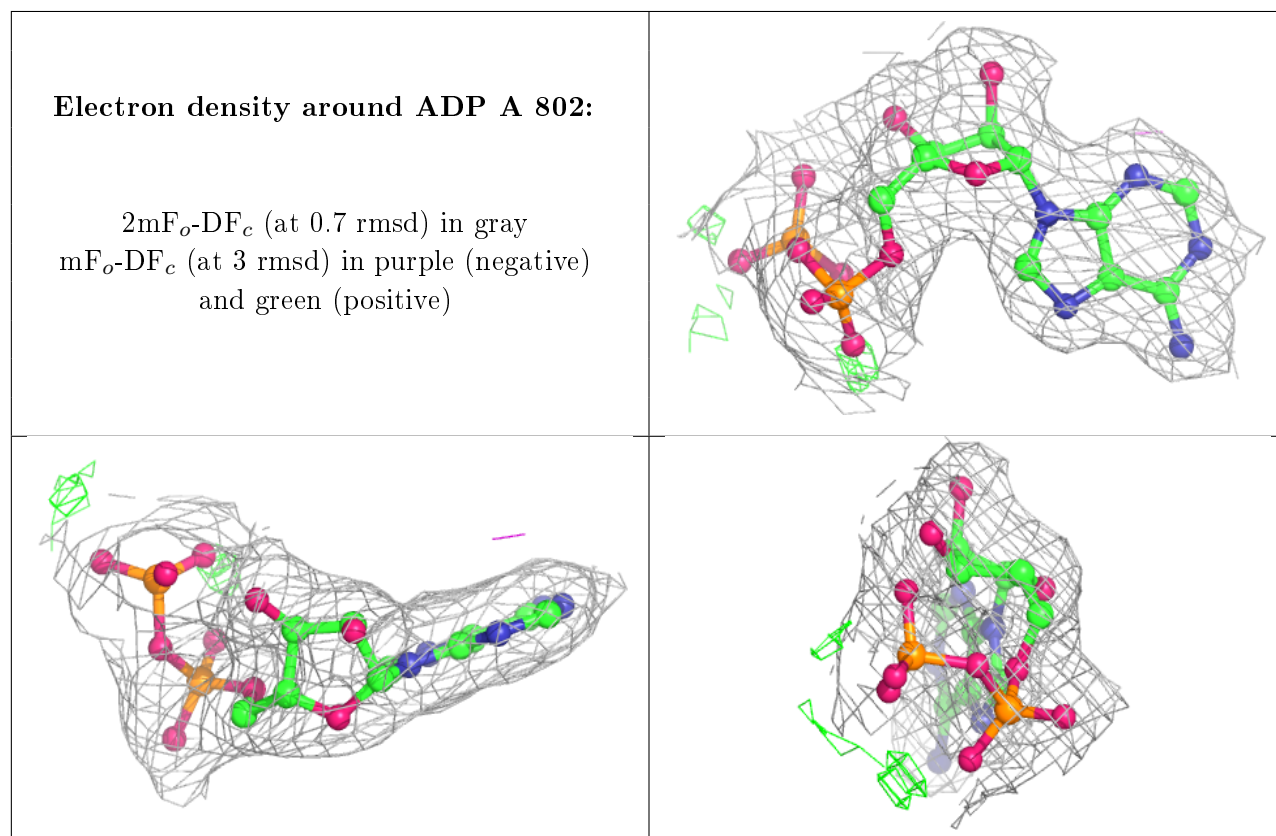 Electron density around ADP A 802:
2mFo-DFc (at 0.7 rmsd) in gray
mFo-DFc (at 3 rmsd) in purple (negative)
and green (positive)